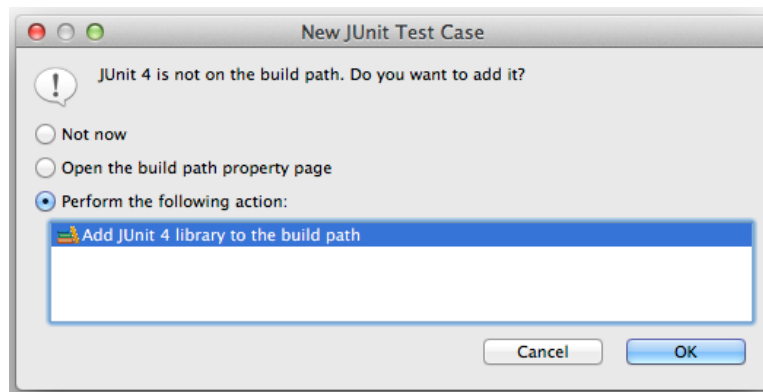 New JUnit Test Case
JUnit 4 is not on the build path. Do you want to add it?
Not now
Open the build path property page
Perform the following action:
Add JUnit 4 library to the build path
Cancel
OK